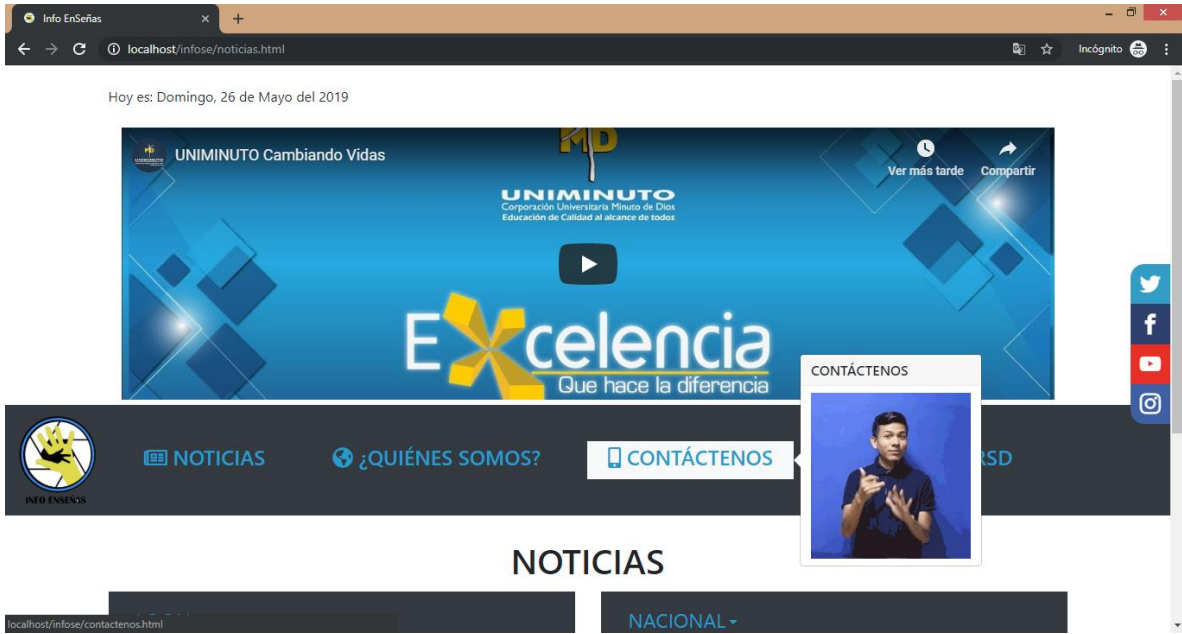 Info EnSeñas
localhost/infose/noticias.html
Incógnito
Hoy es: Domingo, 26 de Mayo del 2019
UNIMINUTO Cambiando Vidas
Ver más tarde
Compartir
MD
UNIMINUTO
Corporación Universitaria Minuto de Dios
Educación de Calidad al alcance de todos
EXcelencia
Que hace la diferencia
CONTÁCTENOS
INFO ENSEÑAS
NOTICIAS
¿QUIÉNES SOMOS?
CONTÁCTENOS
RSD
NOTICIAS
NACIONAL
localhost/infose/contactenos.html